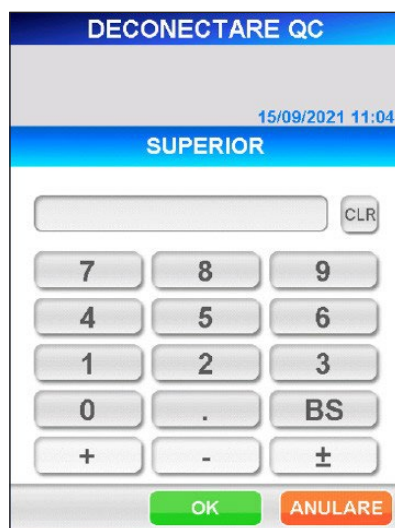 DECONECTARE QC
15/09/2021 11:04
SUPERIOR
CLR
7 8 9
4 5 6
1 2 3
0 . BS
+ - ±
OK ANULARE